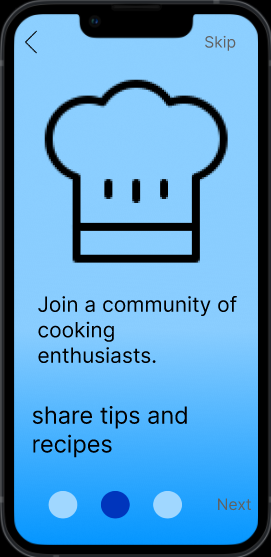 Skip
Join a community of
cooking
enthusiasts.
share tips and
recipes
Next